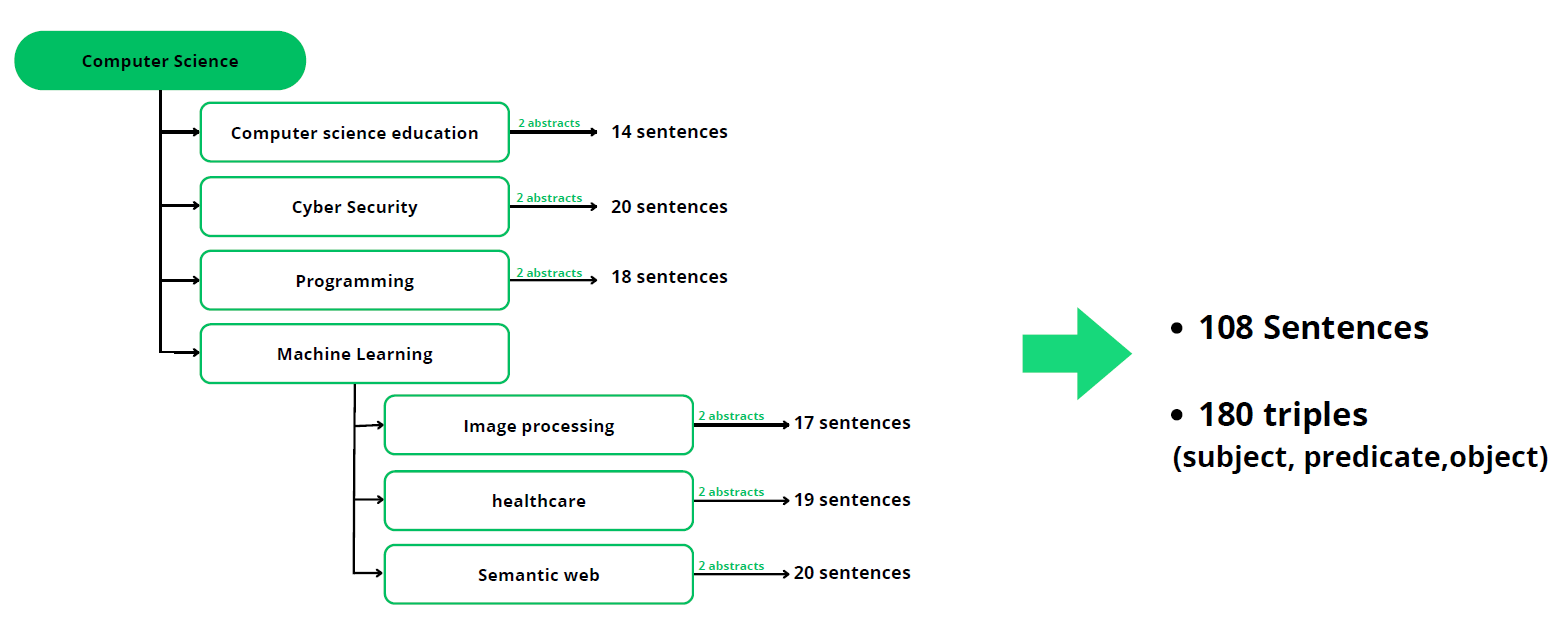 Computer Science
Computer science education
2 abstracts
14 sentences
Cyber Security
2 abstracts
20 sentences
Programming
2 abstracts
18 sentences
Machine Learning
Image processing
2 abstracts
17 sentences
healthcare
2 abstracts
19 sentences
Semantic web
2 abstracts
20 sentences
• 108 Sentences
• 180 triples
(subject, predicate,object)